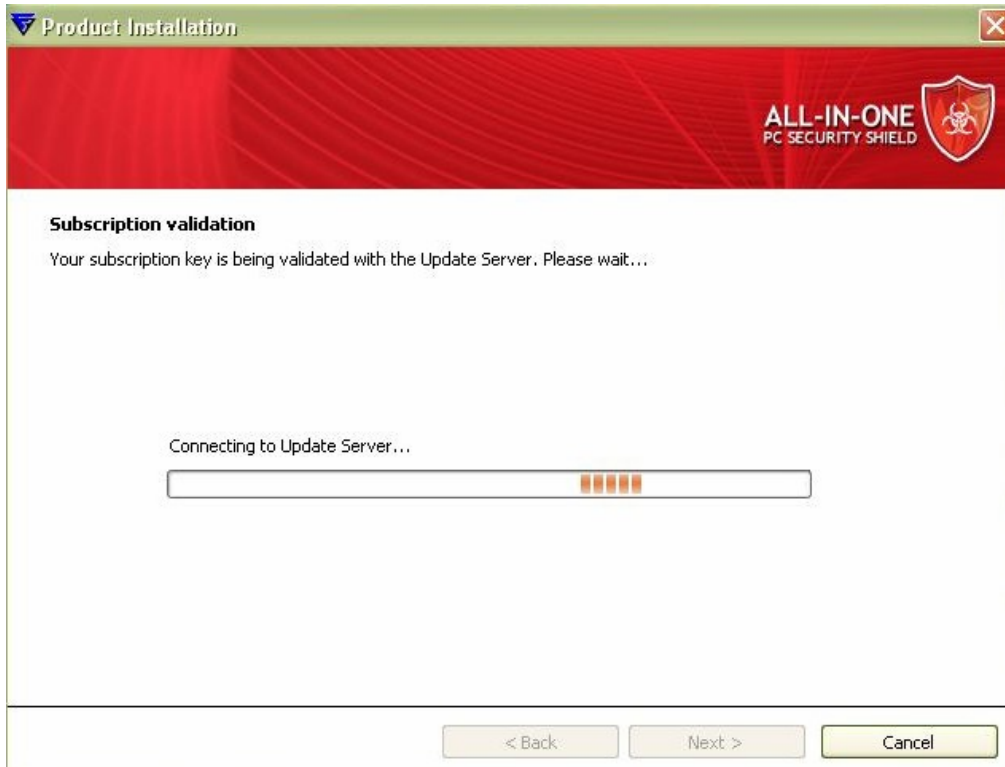 Product Installation
ALL-IN-ONE
PC SECURITY SHIELD
Subscription validation
Your subscription key is being validated with the Update Server. Please wait...
Connecting to Update Server...
< Back Next > Cancel